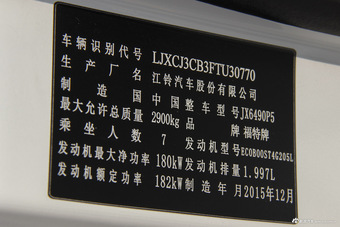 车辆识别代号 LJXCJ3CB3FTU30770
生产厂名 江铃汽车股份有限公司
制造国 中国 整车型号 JX6490P5
最大允许总质量 2900kg 品牌 福特牌
乘坐人数 7 发动机型号 ECOBOOST4G205L
发动机最大净功率 180kW 发动机排量 1.997L
发动机额定功率 182kW 制造年月 2015年12月